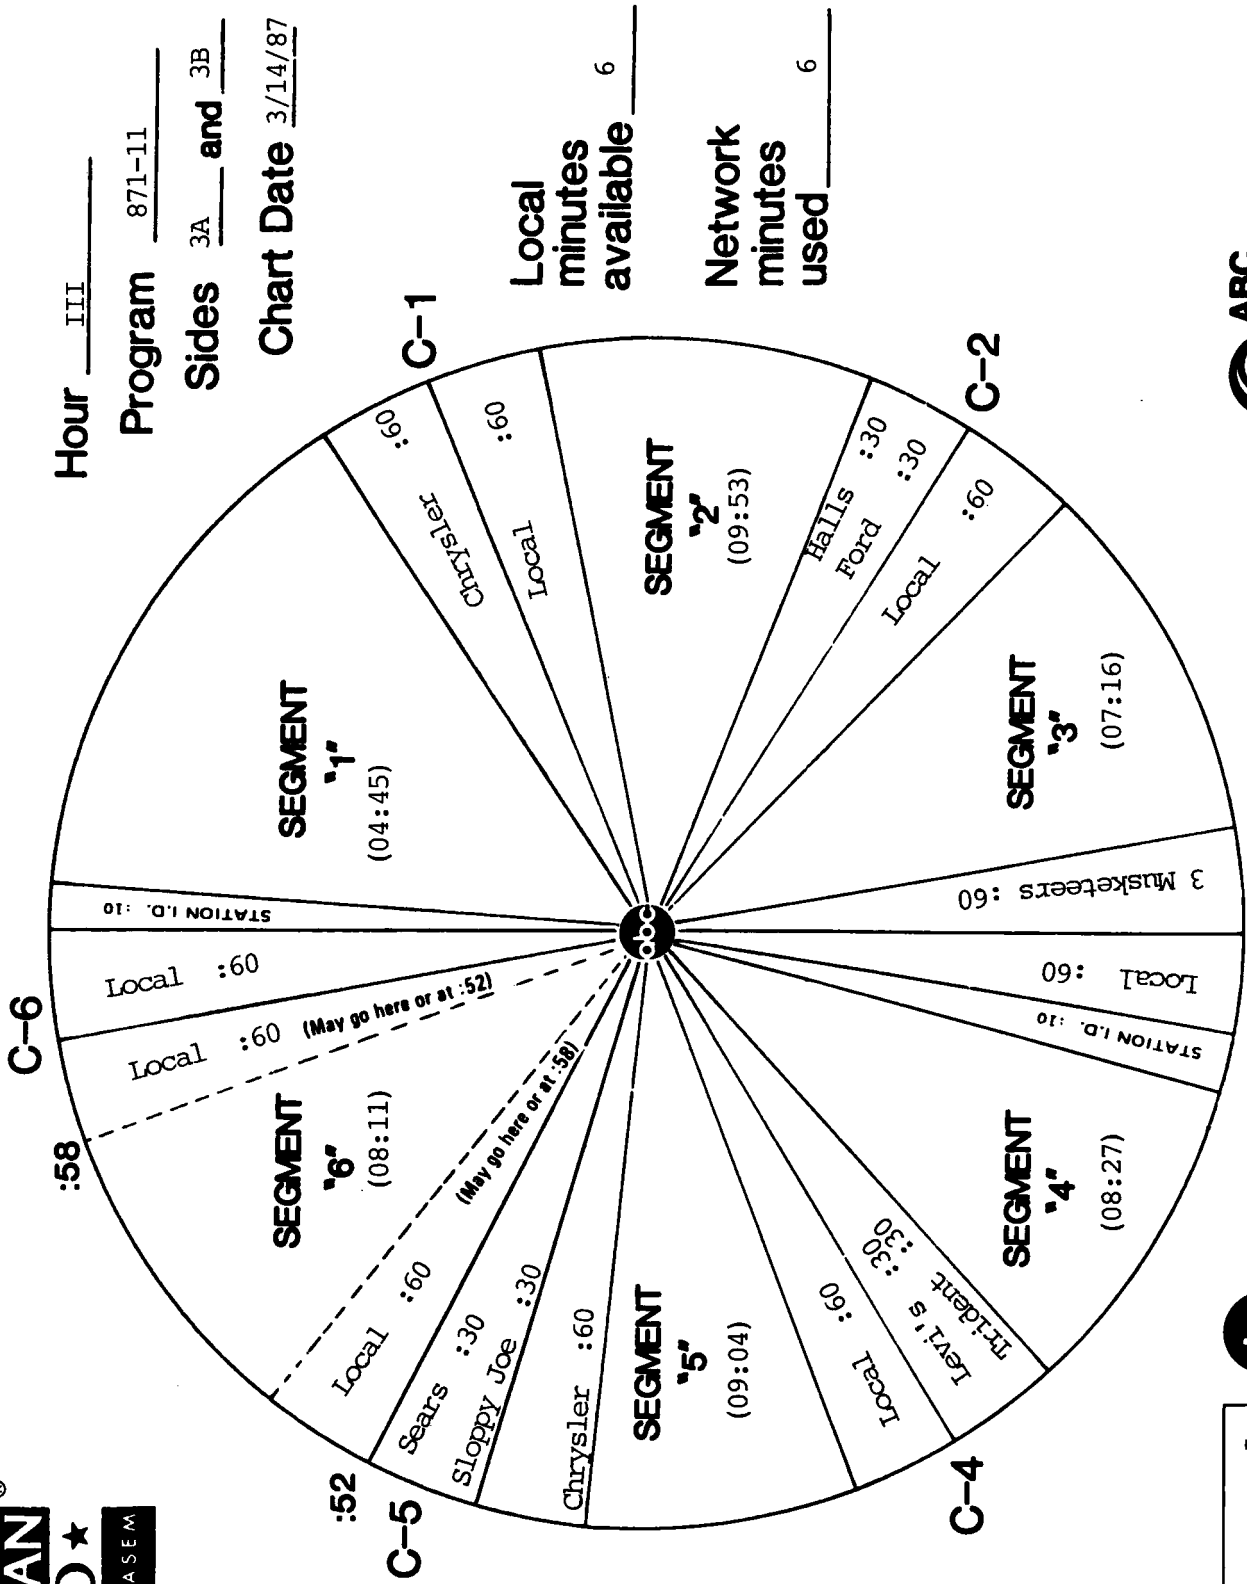 AN
®
ASEM
Hour III
Program 871-11
Sides 3A and 3B
Chart Date 3/14/87
Local
minutes
available 6
Network
minutes
used 6
SEGMENT
"1"
(04:45)
Chrysler :60
C-1
Local :60
SEGMENT
"2"
(09:53)
Halls :30
Ford :30
C-2
Local :60
SEGMENT
"3"
(07:16)
3 Musketeers :60
Local :60
STATION I.D. :10
SEGMENT
"4"
(08:27)
Trident :30
Levi's :30
C-4
Local :60
SEGMENT
"5"
(09:04)
Chrysler :60
Sloppy Joe :30
Sears :30
C-5
:52
Local :60
(May go here or at :58)
SEGMENT
"6"
(08:11)
:58
Local :60 (May go here or at :52)
C-6
Local :60
STATION I.D. :10
abc
ABC